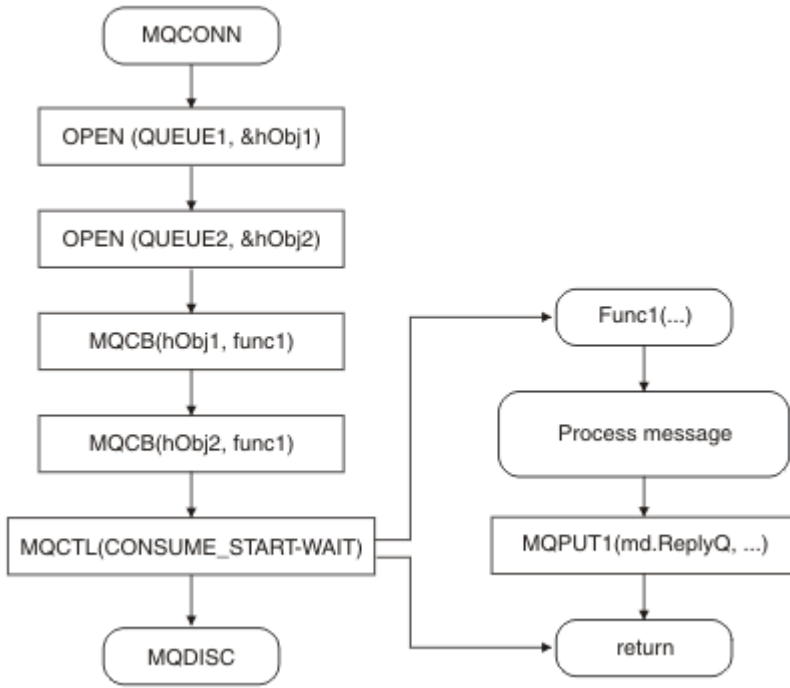 MQCONN
OPEN (QUEUE1, &hObj1)
OPEN (QUEUE2, &hObj2)
MQCB(hObj1, func1)
MQCB(hObj2, func1)
MQCTL(CONSUME_START-WAIT)
MQDISC
Func1(...)
Process message
MQPUT1(md.ReplyQ, ...)
return